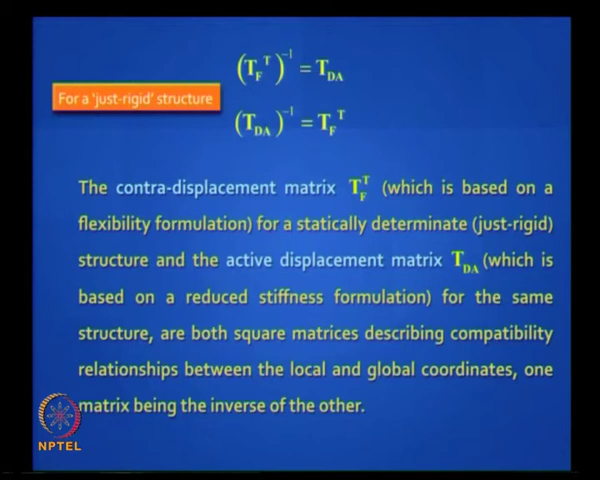 (T_F^T)^-1 = T_DA
For a 'just-rigid' structure
(T_DA)^-1 = T_F^T
The contra-displacement matrix T_F^T (which is based on a
flexibility formulation) for a statically determinate (just-rigid)
structure and the active displacement matrix T_DA (which is
based on a reduced stiffness formulation) for the same
structure, are both square matrices describing compatibility
relationships between the local and global coordinates, one
matrix being the inverse of the other.
NPTEL